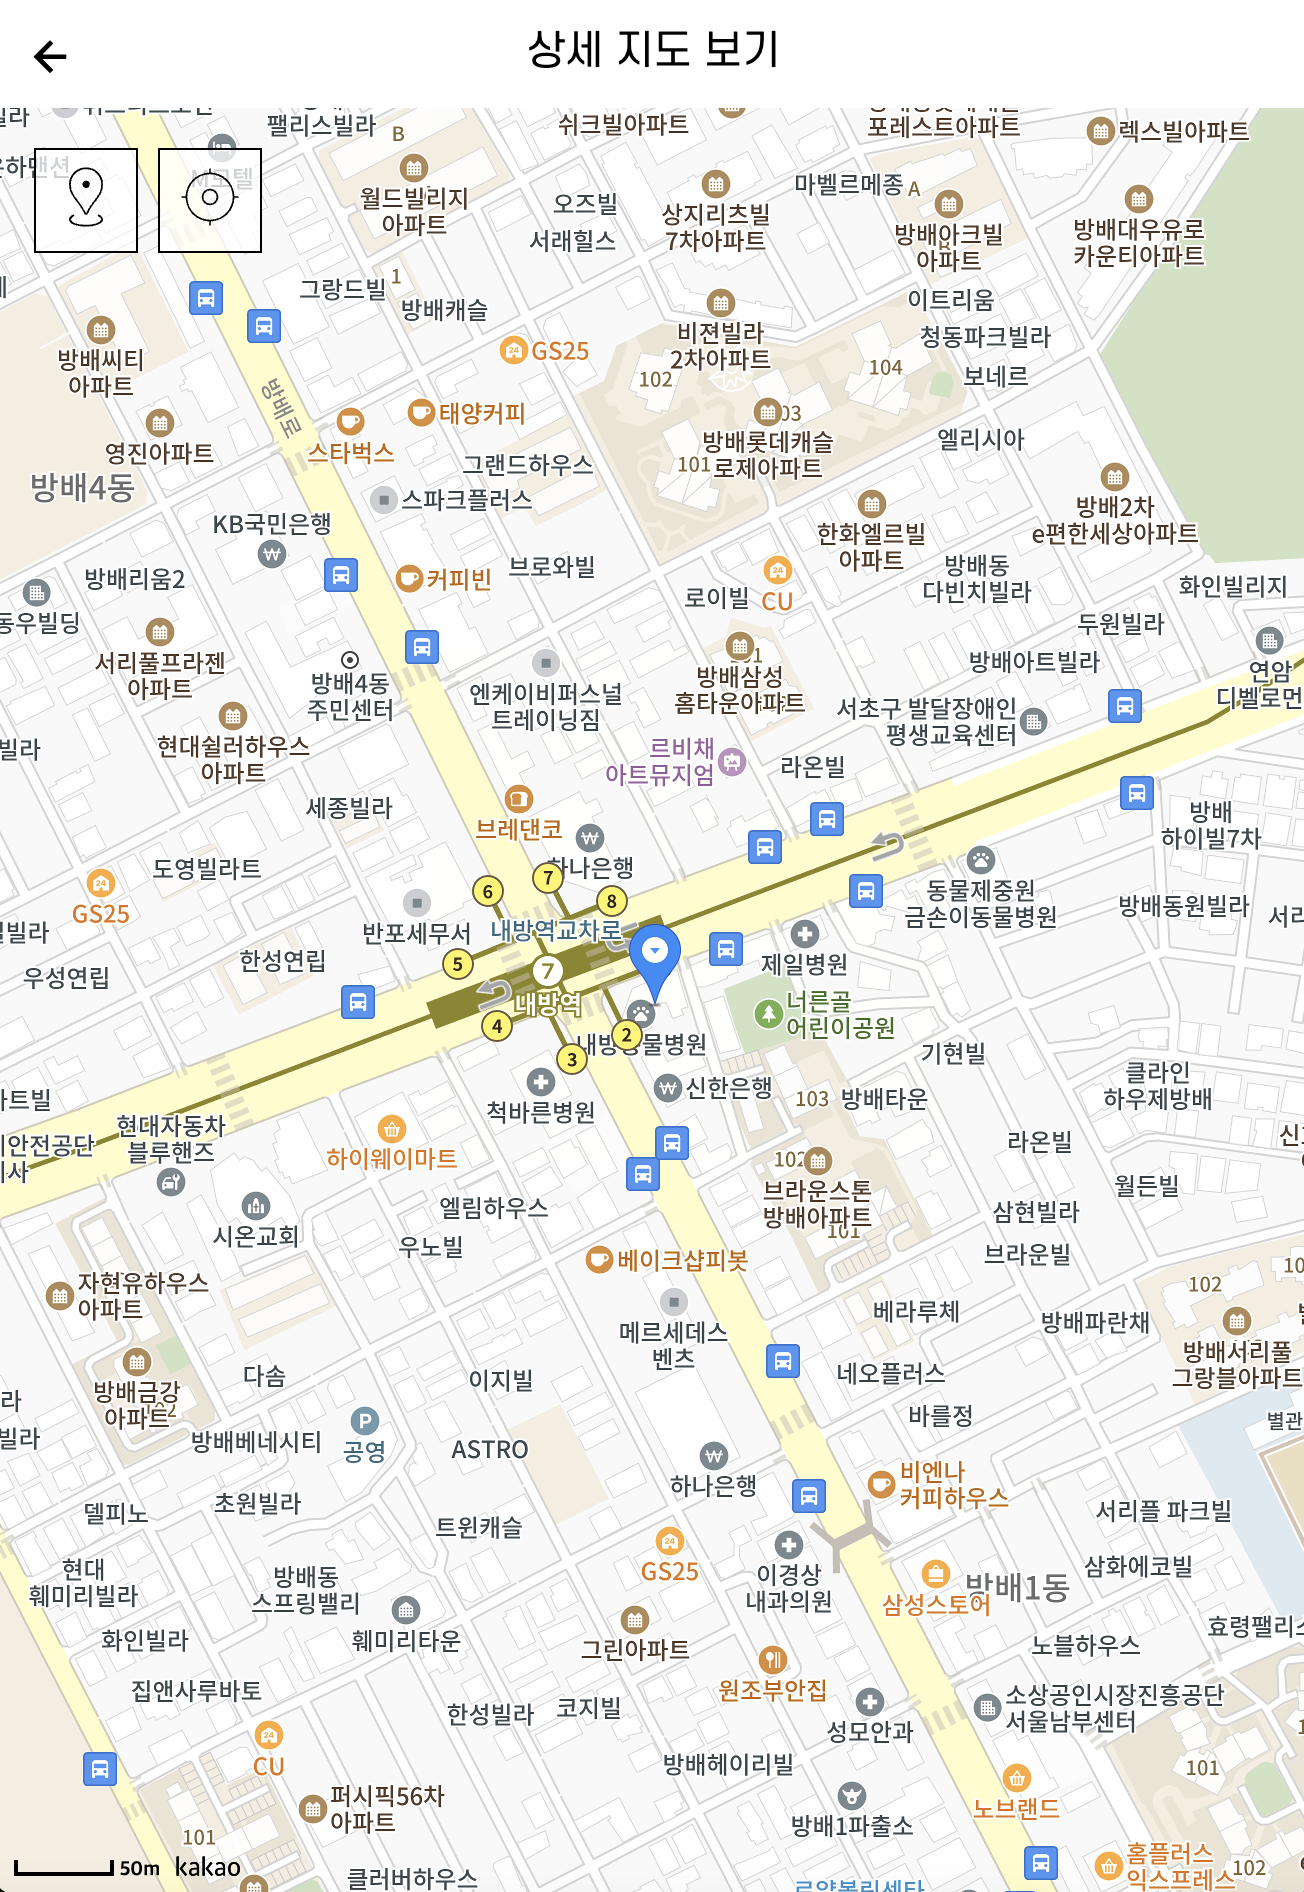 상세 지도 보기
팰리스빌라
B
쉬크빌아파트
포레스트아파트
렉스빌아파트
월드빌리지
아파트
오즈빌
서래힐스
상지리츠빌
7차아파트
마벨르메종
A
방배아크빌
아파트
B
방배대우유로
카운티아파트
그랑드빌
1
방배캐슬
이트리움
청동파크빌라
보네르
방배씨티
아파트
방배로
GS25
비젼빌라
2차아파트
102
104
태양커피
스타벅스
영진아파트
03
방배롯데캐슬
로제아파트
101
엘리시아
그랜드하우스
방배4동
스파크플러스
KB국민은행
한화엘르빌
아파트
방배2차
e편한세상아파트
방배리움2
커피빈
브로와빌
로이빌
CU
방배동
다빈치빌라
화인빌리지
동우빌딩
두원빌라
서리풀프라젠
아파트
방배4동
주민센터
엔케이비퍼스널
트레이닝짐
방배삼성
홈타운아파트
방배아트빌라
연암
디벨로먼
서초구 발달장애인
평생교육센터
빌라
현대쉴러하우스
아파트
르비채
아트뮤지엄
라온빌
세종빌라
브레댄코
방배
하이빌7차
도영빌라트
하나은행
GS25
6
7
8
동물제중원
금손이동물병원
방배동원빌라
서리
반포세무서
내방역교차로
5
7
내방역
한성연립
우성연립
제일병원
너른골
어린이공원
4
2
3
내방동물병원
기현빌
신한은행
척바른병원
103
방배타운
클라인
하우제방배
트빌
현대자동차
블루핸즈
안전공단
하이웨이마트
라온빌
브라운스톤
방배아파트
101
월든빌
시온교회
엘림하우스
우노빌
삼현빌라
브라운빌
베이크샵피봇
자현유하우스
아파트
메르세데스
벤츠
베라루체
방배파란채
102
10
방배서리풀
그랑블아파트
다솜
이지빌
네오플러스
방배금강
아파트
바를정
별관
빌라
방배베네시티
P
공영
ASTRO
하나은행
비엔나
커피하우스
델피노
초원빌라
트윈캐슬
서리플 파크빌
GS25
이경상
내과의원
삼성스토어
방배1동
삼화에코빌
현대
훼미리빌라
방배동
스프링밸리
화인빌라
훼미리타운
그린아파트
노블하우스
효령팰리스
원조부안집
집앤사루바토
한성빌라
코지빌
성모안과
소상공인시장진흥공단
서울남부센터
CU
방배헤이리빌
101
노브랜드
퍼시픽56차
아파트
방배1파출소
101
50m
kakao
클러버하우스
홈플러스
익스프레스
102